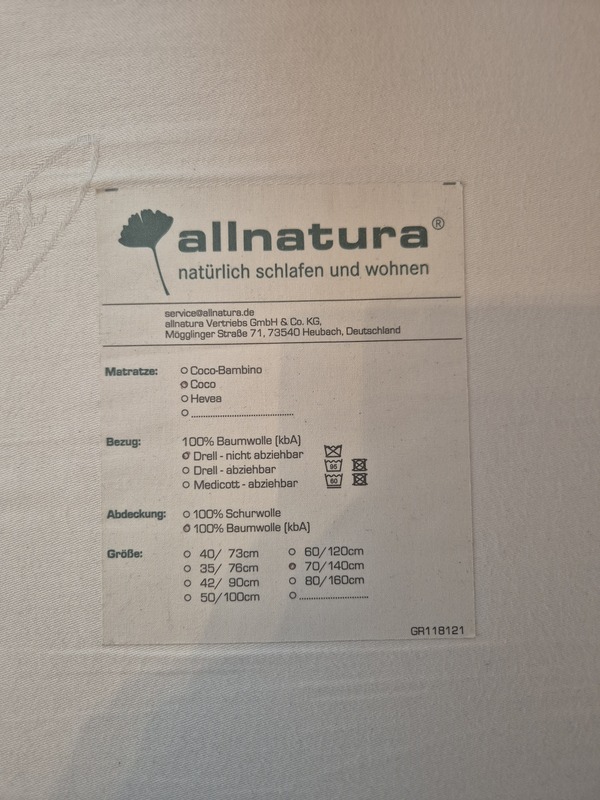 allnatura®
natürlich schlafen und wohnen
service@allnatura.de
allnatura Vertriebs GmbH & Co. KG,
Mögglinger Straße 71, 73540 Heubach, Deutschland
Matratze: Coco-Bambino
Coco
Hevea
Bezug: 100% Baumwolle (kbA)
Drell - nicht abziehbar
Drell - abziehbar 95
Medicott - abziehbar 60
Abdeckung: 100% Schurwolle
100% Baumwolle (kbA)
Größe: 40/ 73cm 60/120cm
35/ 76cm 70/140cm
42/ 90cm 80/160cm
50/100cm
GR118121